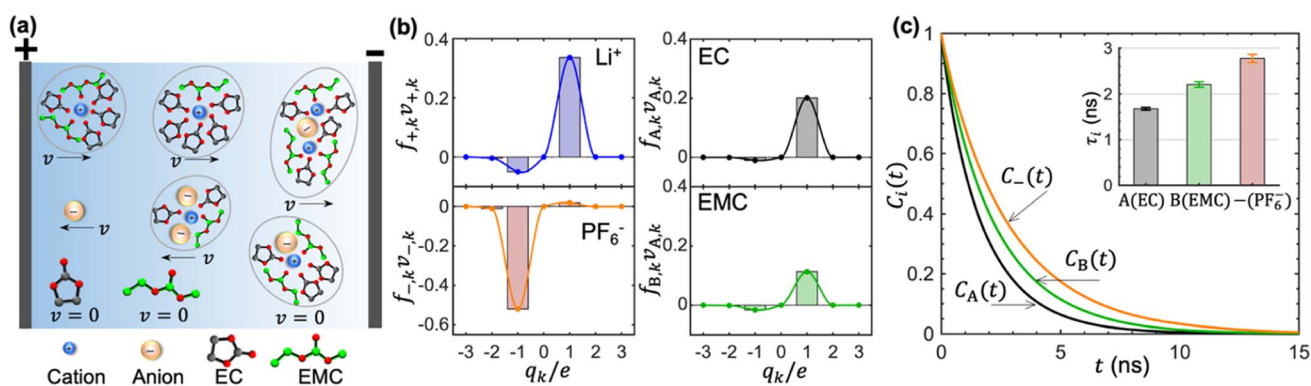 (a)
+
−
v
v
v
v
v
v = 0
v = 0
v = 0
Cation
Anion
EC
EMC
(b)
0.4
0.2
0
f+,kv+,k
Li+
0
-0.2
-0.4
-0.6
f−,kv−,k
PF6-
-3 -2 -1 0 1 2 3
qk/e
0.4
0.2
0
fA,kvA,k
EC
0.4
0.2
0
fB,kvA,k
EMC
-3 -2 -1 0 1 2 3
qk/e
(c)
1
0.8
0.6
0.4
0.2
0
Ci(t)
C−(t)
CB(t)
CA(t)
0 5 10 15
t (ns)
3
2
1
0
τi (ns)
A(EC) B(EMC) −(PF6-)